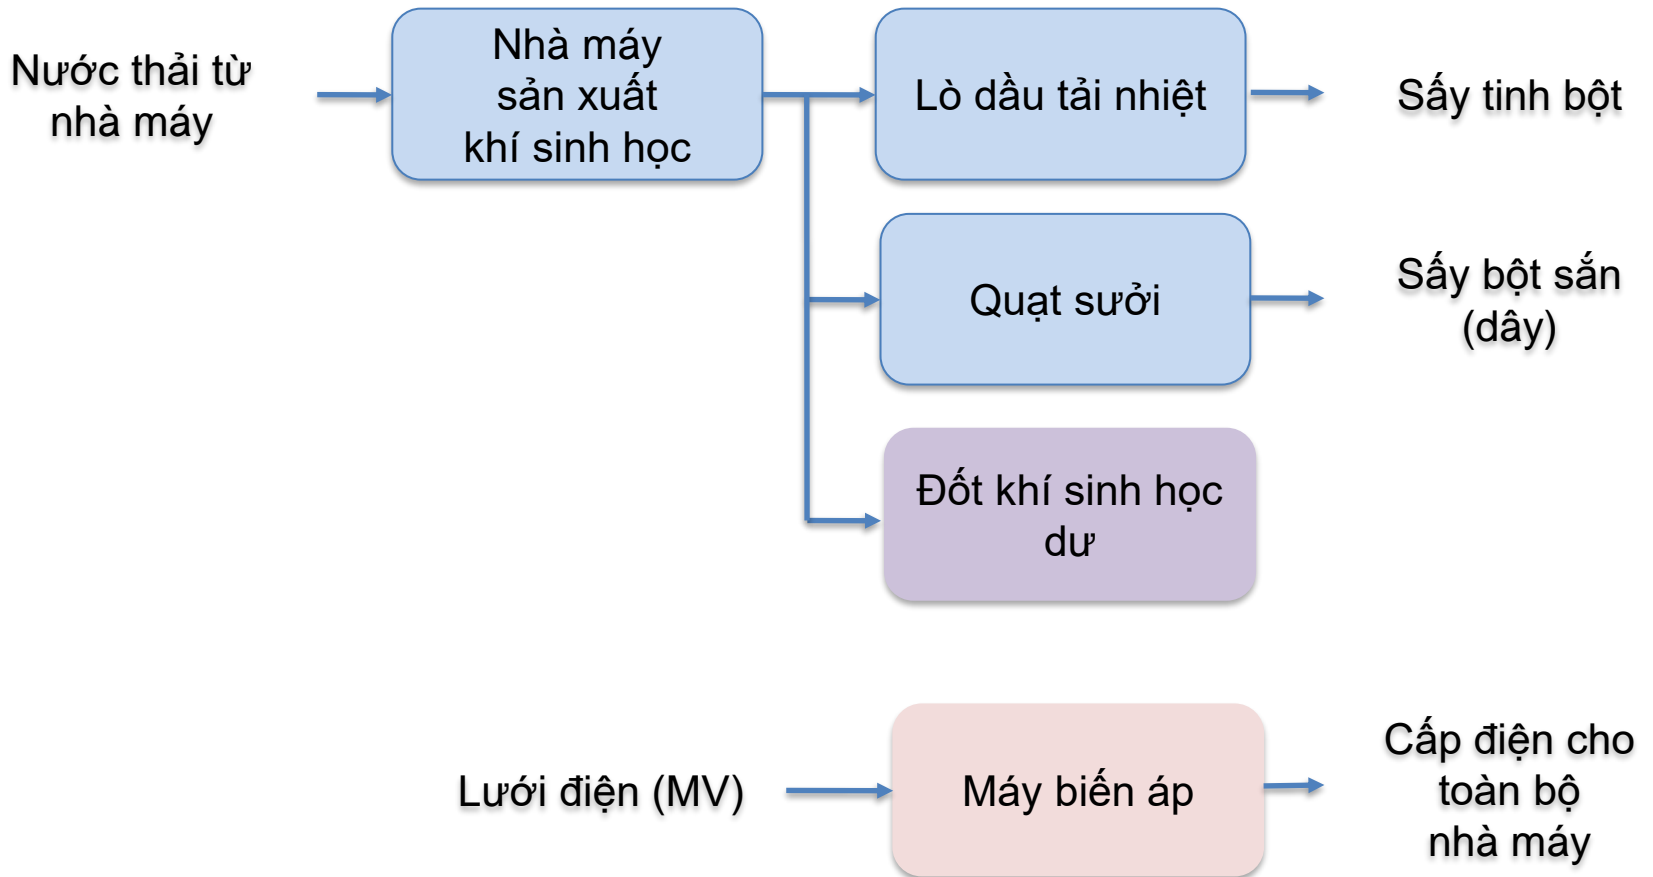 Nước thải từ
nhà máy
Nhà máy
sản xuất
khí sinh học
Lò dầu tải nhiệt
Sấy tinh bột
Quạt sưởi
Sấy bột sắn
(dây)
Đốt khí sinh học
dư
Lưới điện (MV)
Máy biến áp
Cấp điện cho
toàn bộ
nhà máy